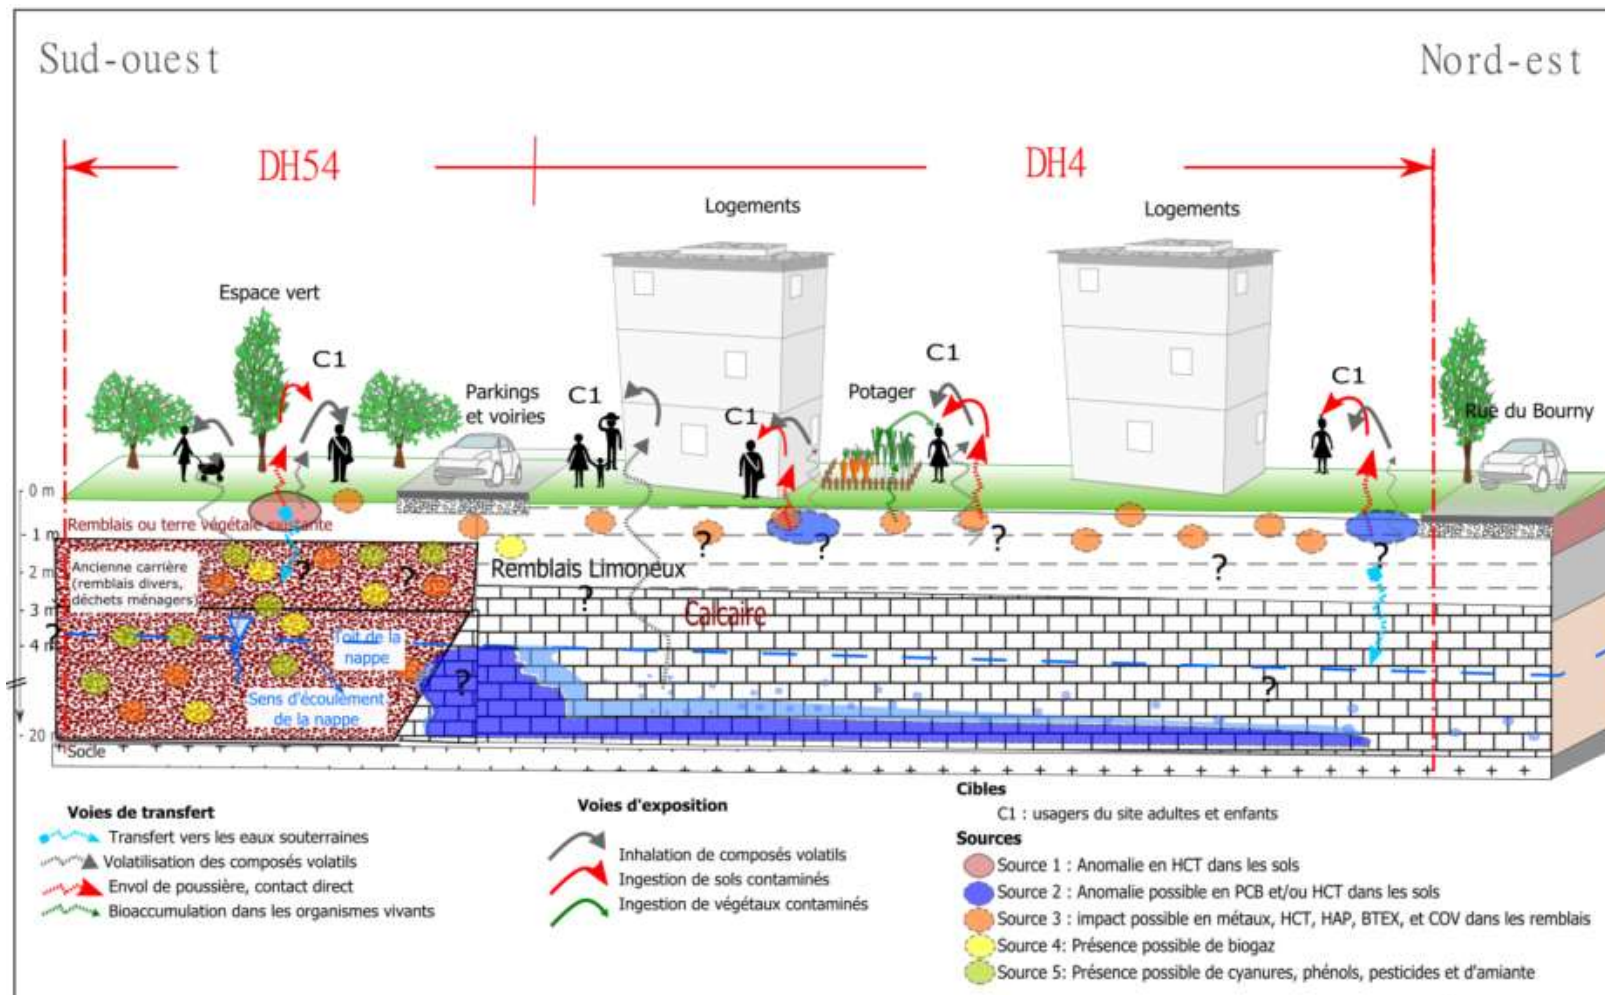 Sud-ouest
Nord-est
DH54
DH4
Logements
Logements
Espace vert
C1
Parkings
et voiries
C1
C1
Potager
C1
C1
Rue du Bourny
0 m
1 m
2 m
3 m
4 m
20
Remblais ou terre végétale
Ancienne carrière
(remblais divers,
déchets ménagers)
Remblais Limoneux
Calcaire
Toit de la
nappe
Sens d'écoulement
de la nappe
Socle
?
?
?
?
?
?
?
?
?
?
?
?
Voies de transfert
Transfert vers les eaux souterraines
Volatilisation des composés volatils
Envol de poussière, contact direct
Bioaccumulation dans les organismes vivants
Voies d'exposition
Inhalation de composés volatils
Ingestion de sols contaminés
Ingestion de végétaux contaminés
Cibles
C1 : usagers du site adultes et enfants
Sources
Source 1 : Anomalie en HCT dans les sols
Source 2 : Anomalie possible en PCB et/ou HCT dans les sols
Source 3 : impact possible en métaux, HCT, HAP, BTEX, et COV dans les remblais
Source 4: Présence possible de biogaz
Source 5: Présence possible de cyanures, phénols, pesticides et d'amiante